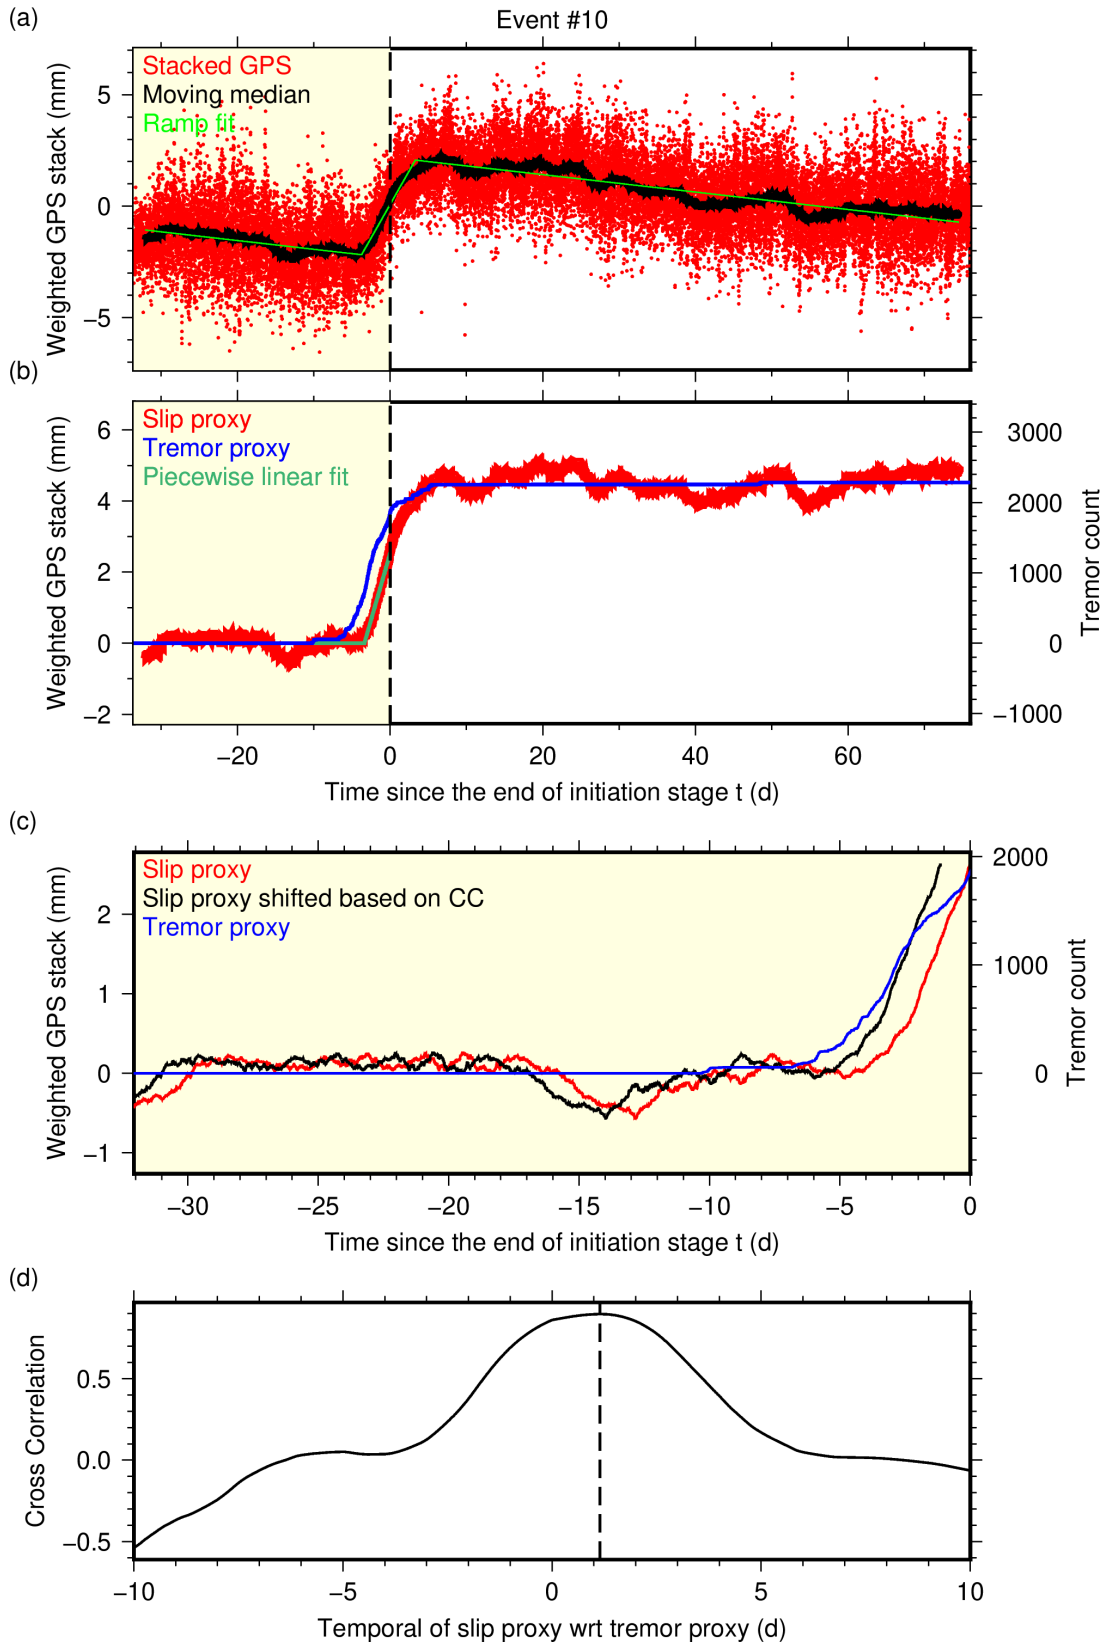 (a)
Event #10
Stacked GPS
Moving median
Ramp fit
Weighted GPS stack (mm)
5
0
−5
(b)
Slip proxy
Tremor proxy
Piecewise linear fit
Weighted GPS stack (mm)
6
4
2
0
−2
3000
2000
1000
0
−1000
Tremor count
−20 0 20 40 60
Time since the end of initiation stage t (d)
(c)
Slip proxy
Slip proxy shifted based on CC
Tremor proxy
Weighted GPS stack (mm)
2
1
0
−1
2000
1000
0
Tremor count
−30 −25 −20 −15 −10 −5 0
Time since the end of initiation stage t (d)
(d)
Cross Correlation
0.5
0.0
−0.5
−10 −5 0 5 10
Temporal of slip proxy wrt tremor proxy (d)